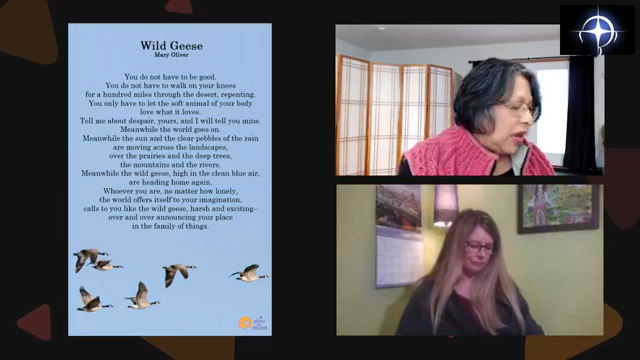 Wild Geese
Mary Oliver
You do not have to be good.
You do not have to walk on your knees
for a hundred miles through the desert, repenting.
You only have to let the soft animal of your body
love what it loves.
Tell me about despair, yours, and I will tell you mine.
Meanwhile the world goes on.
Meanwhile the sun and the clear pebbles of the rain
are moving across the landscapes,
over the prairies and the deep trees,
the mountains and the rivers.
Meanwhile the wild geese, high in the clean blue air,
are heading home again.
Whoever you are, no matter how lonely,
the world offers itself to your imagination,
calls to you like the wild geese, harsh and exciting–
over and over announcing your place
in the family of things.